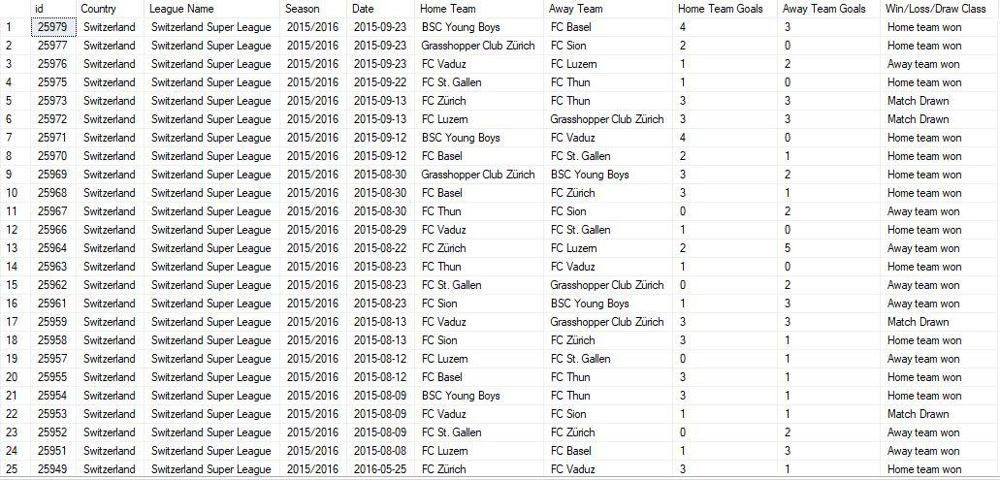 id Country League Name Season Date Home Team Away Team Home Team Goals Away Team Goals Win/Loss/Draw Class
1 25979 Switzerland Switzerland Super League 2015/2016 2015-09-23 BSC Young Boys FC Basel 4 3 Home team won
2 25977 Switzerland Switzerland Super League 2015/2016 2015-09-23 Grasshopper Club Zürich FC Sion 2 0 Home team won
3 25976 Switzerland Switzerland Super League 2015/2016 2015-09-23 FC Vaduz FC Luzern 1 2 Away team won
4 25975 Switzerland Switzerland Super League 2015/2016 2015-09-22 FC St. Gallen FC Thun 1 0 Home team won
5 25973 Switzerland Switzerland Super League 2015/2016 2015-09-13 FC Zürich FC Thun 3 3 Match Drawn
6 25972 Switzerland Switzerland Super League 2015/2016 2015-09-13 FC Luzern Grasshopper Club Zürich 3 3 Match Drawn
7 25971 Switzerland Switzerland Super League 2015/2016 2015-09-12 BSC Young Boys FC Vaduz 4 0 Home team won
8 25970 Switzerland Switzerland Super League 2015/2016 2015-09-12 FC Basel FC St. Gallen 2 1 Home team won
9 25969 Switzerland Switzerland Super League 2015/2016 2015-08-30 Grasshopper Club Zürich BSC Young Boys 3 2 Home team won
10 25968 Switzerland Switzerland Super League 2015/2016 2015-08-30 FC Basel FC Zürich 3 1 Home team won
11 25967 Switzerland Switzerland Super League 2015/2016 2015-08-30 FC Thun FC Sion 0 2 Away team won
12 25966 Switzerland Switzerland Super League 2015/2016 2015-08-29 FC Vaduz FC St. Gallen 1 0 Home team won
13 25964 Switzerland Switzerland Super League 2015/2016 2015-08-22 FC Zürich FC Luzern 2 5 Away team won
14 25963 Switzerland Switzerland Super League 2015/2016 2015-08-23 FC Thun FC Vaduz 1 0 Home team won
15 25962 Switzerland Switzerland Super League 2015/2016 2015-08-23 FC St. Gallen Grasshopper Club Zürich 0 2 Away team won
16 25961 Switzerland Switzerland Super League 2015/2016 2015-08-23 FC Sion BSC Young Boys 1 3 Away team won
17 25959 Switzerland Switzerland Super League 2015/2016 2015-08-13 FC Vaduz Grasshopper Club Zürich 3 3 Match Drawn
18 25958 Switzerland Switzerland Super League 2015/2016 2015-08-13 FC Sion FC Zürich 3 1 Home team won
19 25957 Switzerland Switzerland Super League 2015/2016 2015-08-12 FC Luzern FC St. Gallen 0 1 Away team won
20 25955 Switzerland Switzerland Super League 2015/2016 2015-08-12 FC Basel FC Thun 3 1 Home team won
21 25954 Switzerland Switzerland Super League 2015/2016 2015-08-09 BSC Young Boys FC Thun 3 1 Home team won
22 25953 Switzerland Switzerland Super League 2015/2016 2015-08-09 FC Vaduz FC Sion 1 1 Match Drawn
23 25952 Switzerland Switzerland Super League 2015/2016 2015-08-09 FC St. Gallen FC Zürich 0 2 Away team won
24 25951 Switzerland Switzerland Super League 2015/2016 2015-08-08 FC Luzern FC Basel 1 3 Away team won
25 25949 Switzerland Switzerland Super League 2015/2016 2016-05-25 FC Zürich FC Vaduz 3 1 Home team won